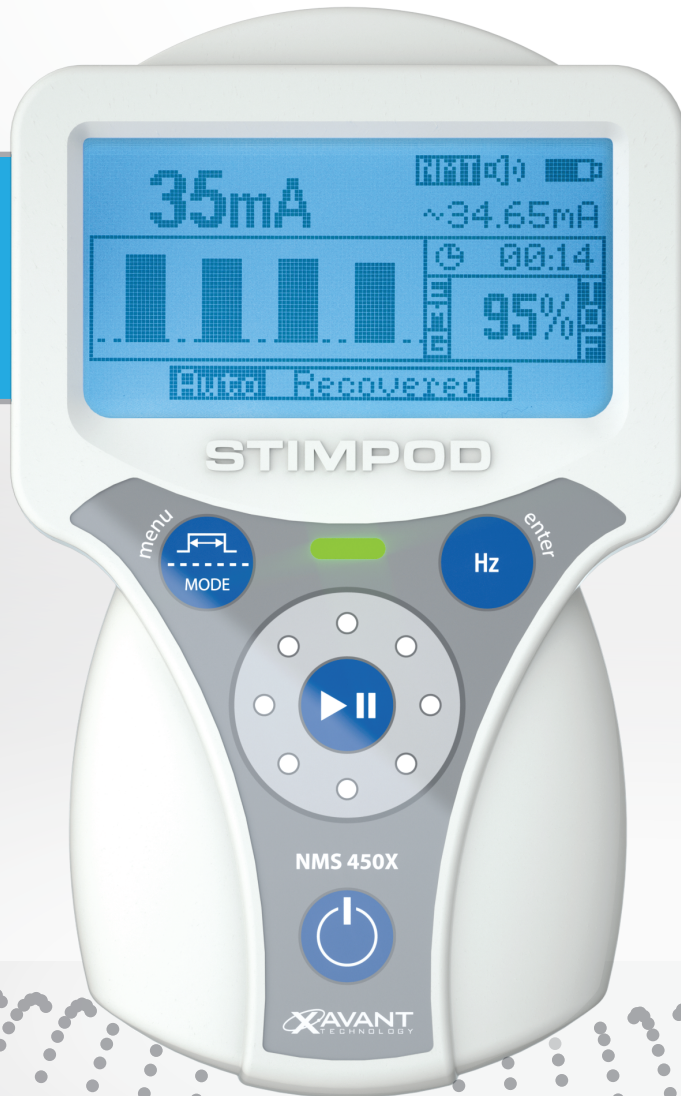 35mA
NMT
~34.65mA
00:14
EMG 95% TOF
Auto Recovered
STIMPOD
menu
enter
MODE
Hz
NMS 450X
XAVANT
TECHNOLOGY